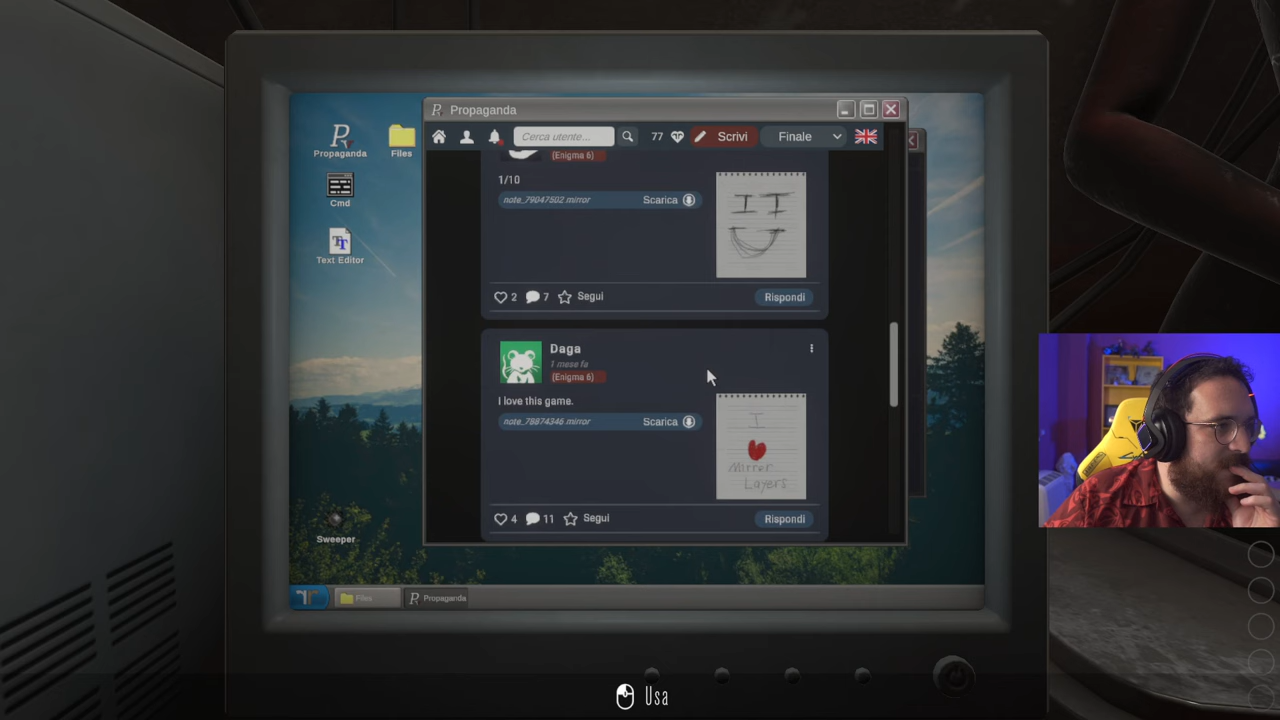 Propaganda
Propaganda
Files
Cerca utente...
77
Scrivi
Finale
(Enigma 6)
1/10
note_79047502.mirror
Scarica
II
2
7
Segui
Rispondi
Cmd
Text Editor
Daga
1 mese fa
(Enigma 6)
I love this game.
note_78874346.mirror
Scarica
I
Mirror
Layers
4
11
Segui
Rispondi
Sweeper
Files
Propaganda
Usa